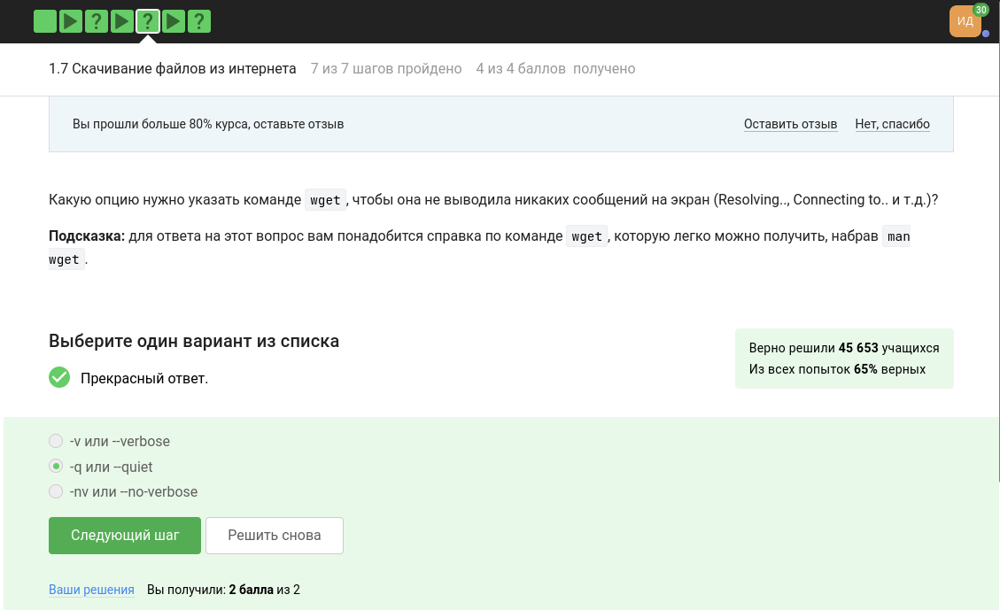 ? ? ?
ИД 30
1.7 Скачивание файлов из интернета 7 из 7 шагов пройдено 4 из 4 баллов получено
Вы прошли больше 80% курса, оставьте отзыв Оставить отзыв Нет, спасибо
Какую опцию нужно указать команде wget, чтобы она не выводила никаких сообщений на экран (Resolving.., Connecting to.. и т.д.)?
Подсказка: для ответа на этот вопрос вам понадобится справка по команде wget, которую легко можно получить, набрав man
wget.
Выберите один вариант из списка
Верно решили 45 653 учащихся
Из всех попыток 65% верных
Прекрасный ответ.
-v или --verbose
-q или --quiet
-nv или --no-verbose
Следующий шаг Решить снова
Ваши решения Вы получили: 2 балла из 2